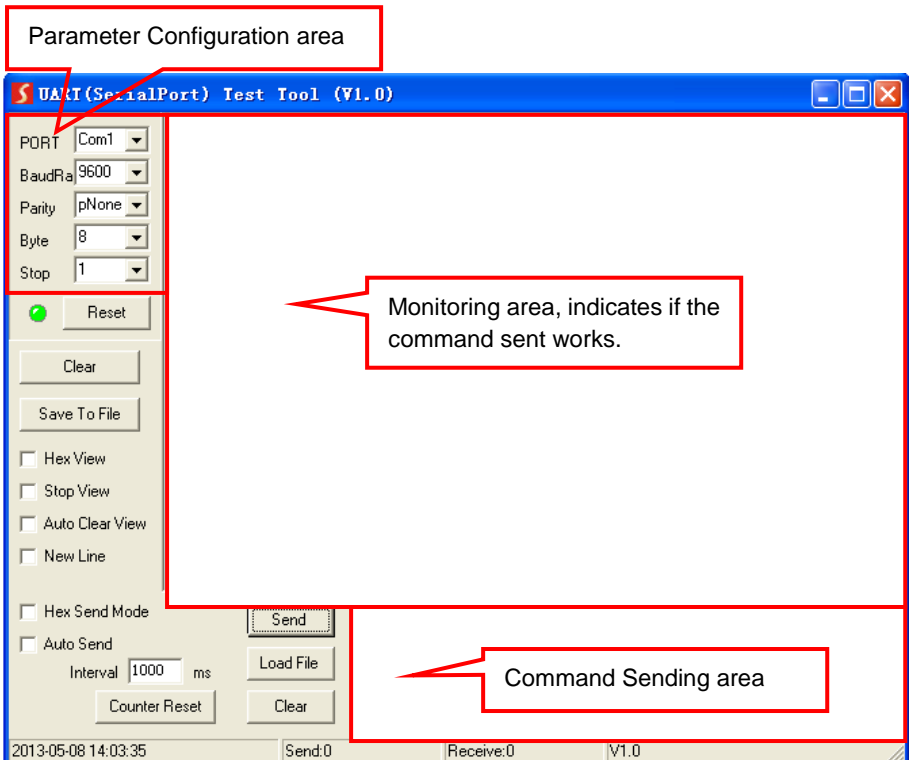 Parameter Configuration area
UART(SerialPort) Test Tool (V1.0)
PORT Com1
BaudRa 9600
Parity pNone
Byte 8
Stop 1
Reset
Monitoring area, indicates if the
command sent works.
Clear
Save To File
Hex View
Stop View
Auto Clear View
New Line
Hex Send Mode
Send
Auto Send
Load File
Interval 1000 ms
Command Sending area
Counter Reset
Clear
2013-05-08 14:03:35 Send:0 Receive:0 V1.0